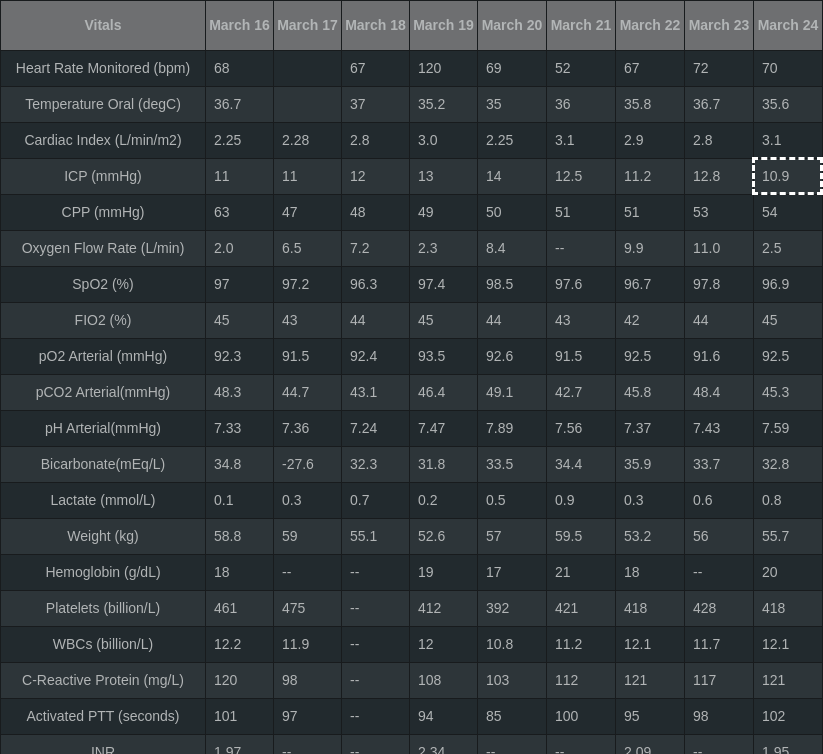 Vitals March 16 March 17 March 18 March 19 March 20 March 21 March 22 March 23 March 24
Heart Rate Monitored (bpm) 68 67 120 69 52 67 72 70
Temperature Oral (degC) 36.7 37 35.2 35 36 35.8 36.7 35.6
Cardiac Index (L/min/m2) 2.25 2.28 2.8 3.0 2.25 3.1 2.9 2.8 3.1
ICP (mmHg) 11 11 12 13 14 12.5 11.2 12.8 10.9
CPP (mmHg) 63 47 48 49 50 51 51 53 54
Oxygen Flow Rate (L/min) 2.0 6.5 7.2 2.3 8.4 -- 9.9 11.0 2.5
SpO2 (%) 97 97.2 96.3 97.4 98.5 97.6 96.7 97.8 96.9
FIO2 (%) 45 43 44 45 44 43 42 44 45
pO2 Arterial (mmHg) 92.3 91.5 92.4 93.5 92.6 91.5 92.5 91.6 92.5
pCO2 Arterial(mmHg) 48.3 44.7 43.1 46.4 49.1 42.7 45.8 48.4 45.3
pH Arterial(mmHg) 7.33 7.36 7.24 7.47 7.89 7.56 7.37 7.43 7.59
Bicarbonate(mEq/L) 34.8 -27.6 32.3 31.8 33.5 34.4 35.9 33.7 32.8
Lactate (mmol/L) 0.1 0.3 0.7 0.2 0.5 0.9 0.3 0.6 0.8
Weight (kg) 58.8 59 55.1 52.6 57 59.5 53.2 56 55.7
Hemoglobin (g/dL) 18 -- -- 19 17 21 18 -- 20
Platelets (billion/L) 461 475 -- 412 392 421 418 428 418
WBCs (billion/L) 12.2 11.9 -- 12 10.8 11.2 12.1 11.7 12.1
C-Reactive Protein (mg/L) 120 98 -- 108 103 112 121 117 121
Activated PTT (seconds) 101 97 -- 94 85 100 95 98 102
INR 1.97 -- -- 2.34 -- -- 2.09 -- 1.95